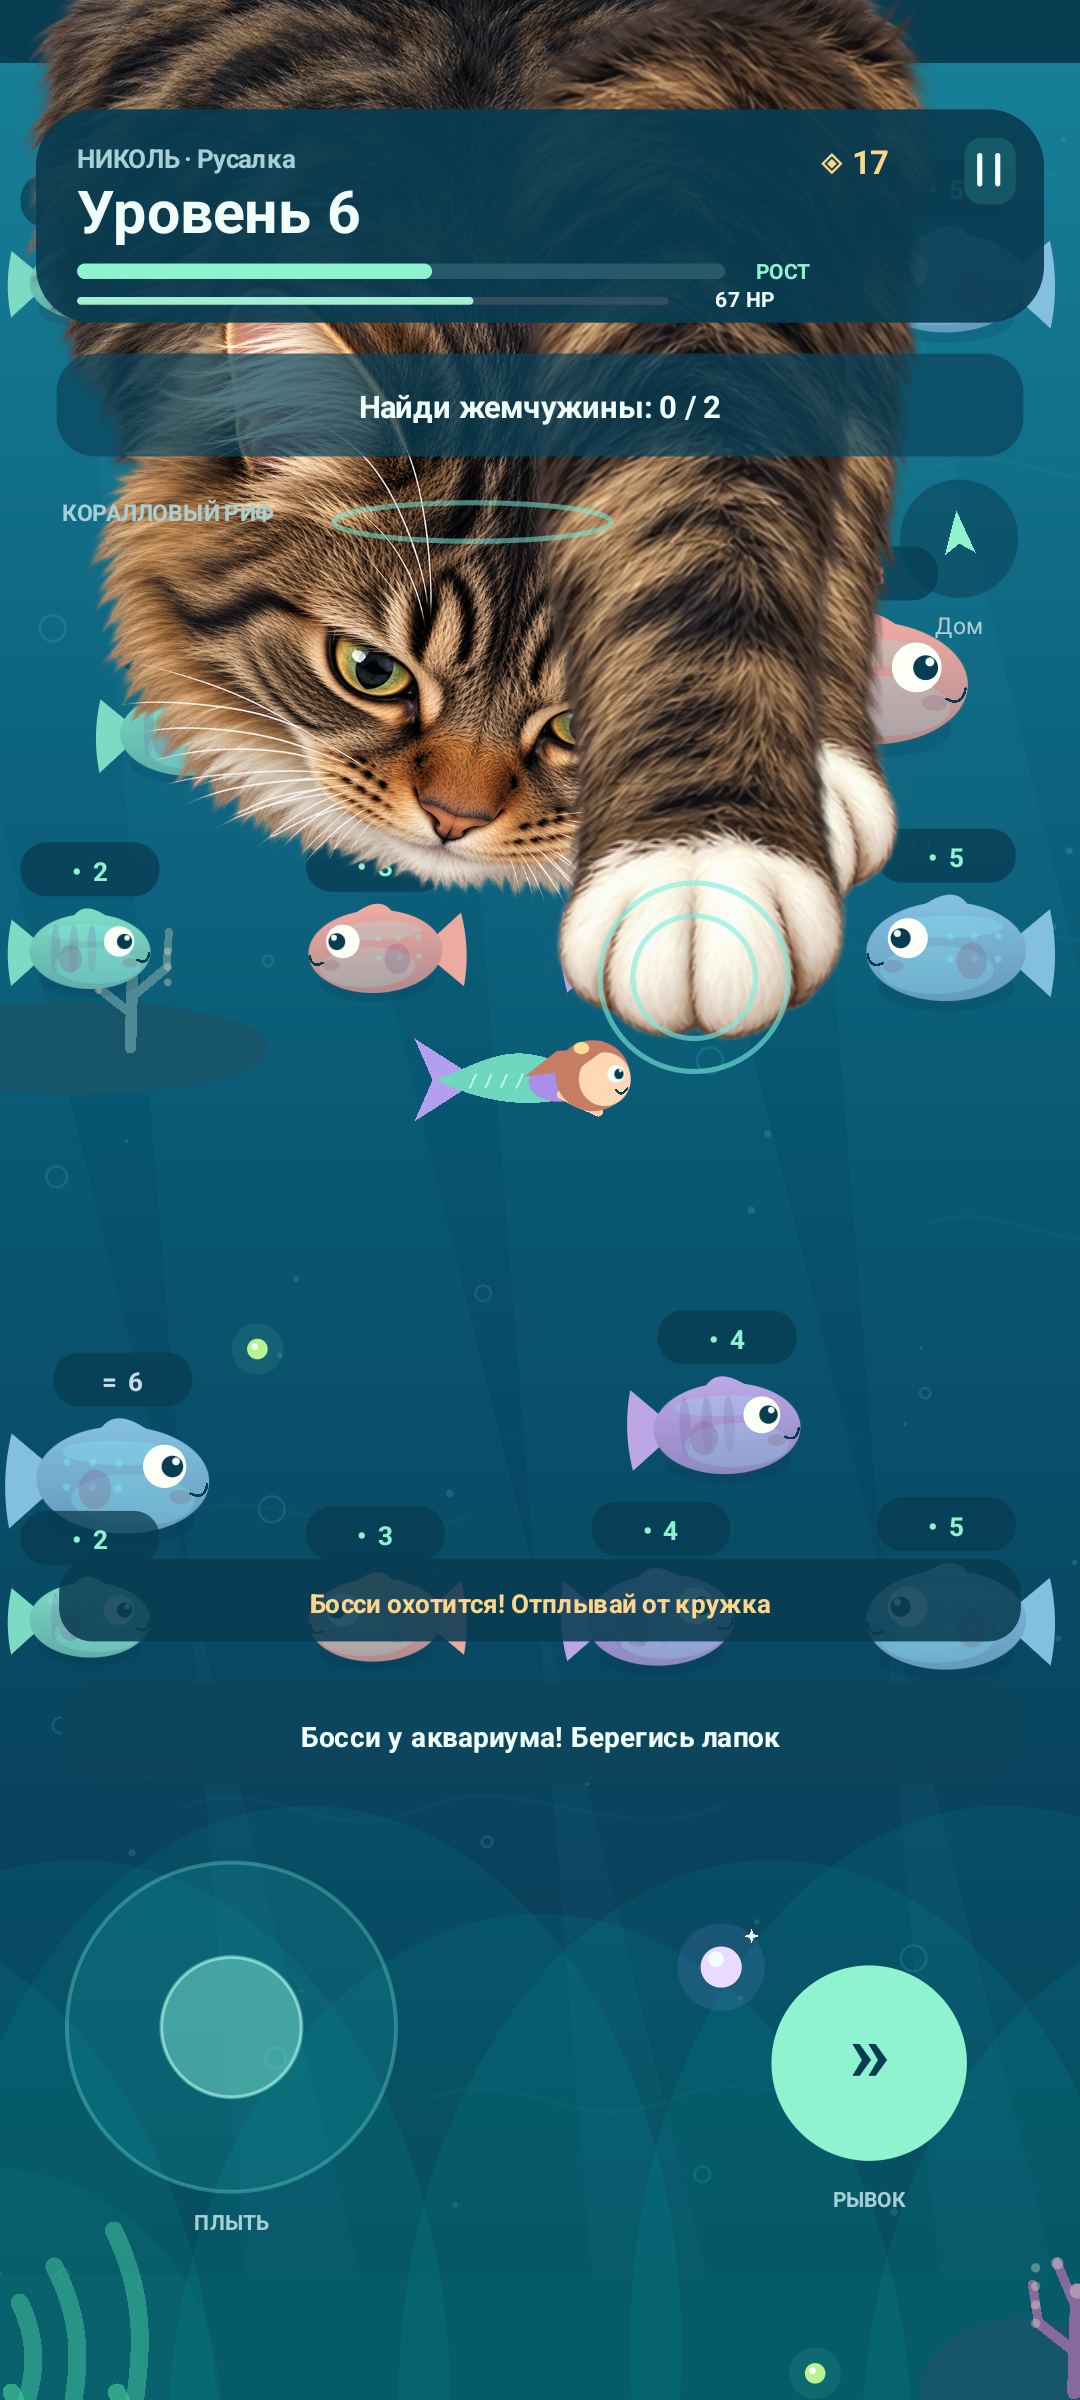 НИКОЛЬ · Русалка
17
Уровень 6
РОСТ
67 HP
Найди жемчужины: 0 / 2
КОРАЛЛОВЫЙ РИФ
Дом
• 2
• 3
• 5
• 4
= 6
• 2
• 3
• 4
• 5
Босси охотится! Отплывай от кружка
Босси у аквариума! Берегись лапок
»
РЫВОК
ПЛЫТЬ